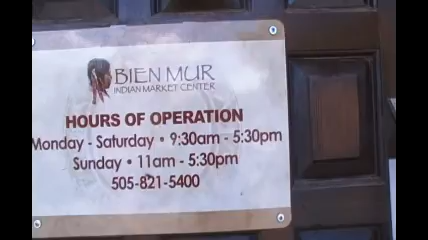 BIEN MUR
INDIAN MARKET CENTER
HOURS OF OPERATION
Monday - Saturday • 9:30am - 5:30pm
Sunday • 11am - 5:30pm
505-821-5400